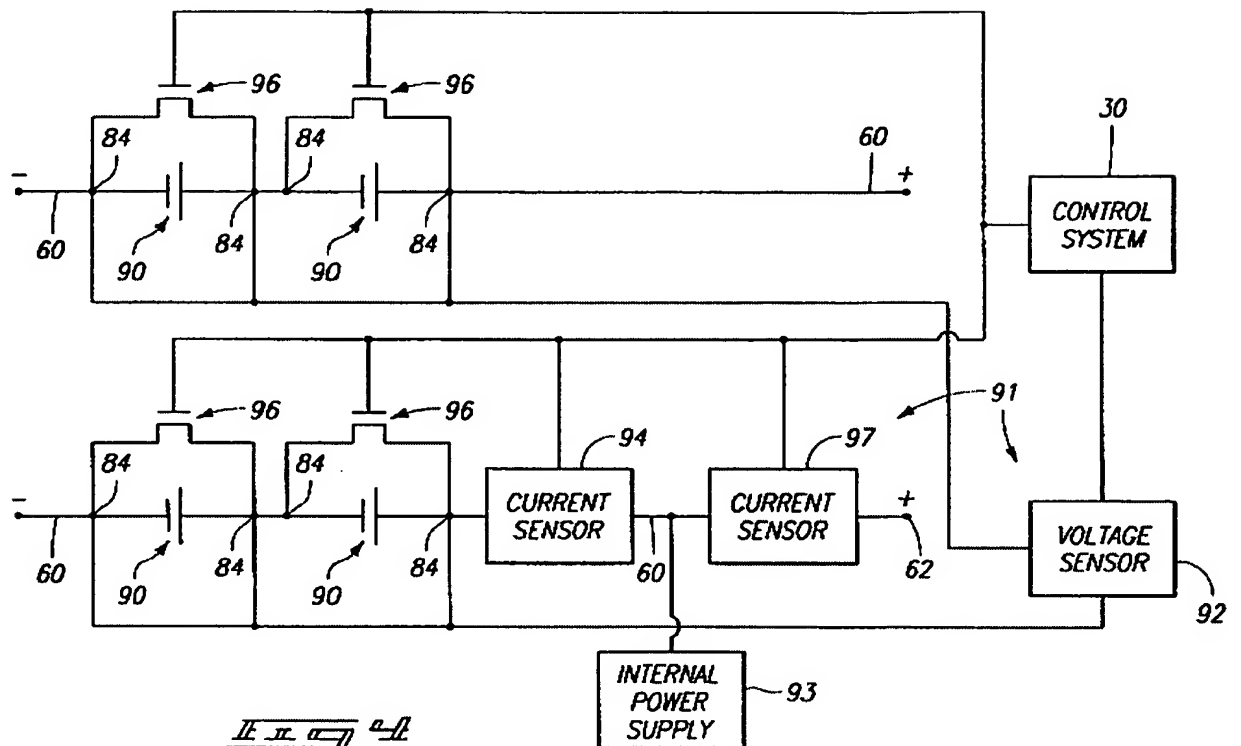 96
96
30
84
84
60
+
CONTROL
SYSTEM
−
60
90
84
90
84
96
96
94
97
91
84
84
CURRENT
SENSOR
CURRENT
SENSOR
+
VOLTAGE
SENSOR
−
60
90
84
90
84
60
62
92
INTERNAL
POWER
SUPPLY
93
Fig 4